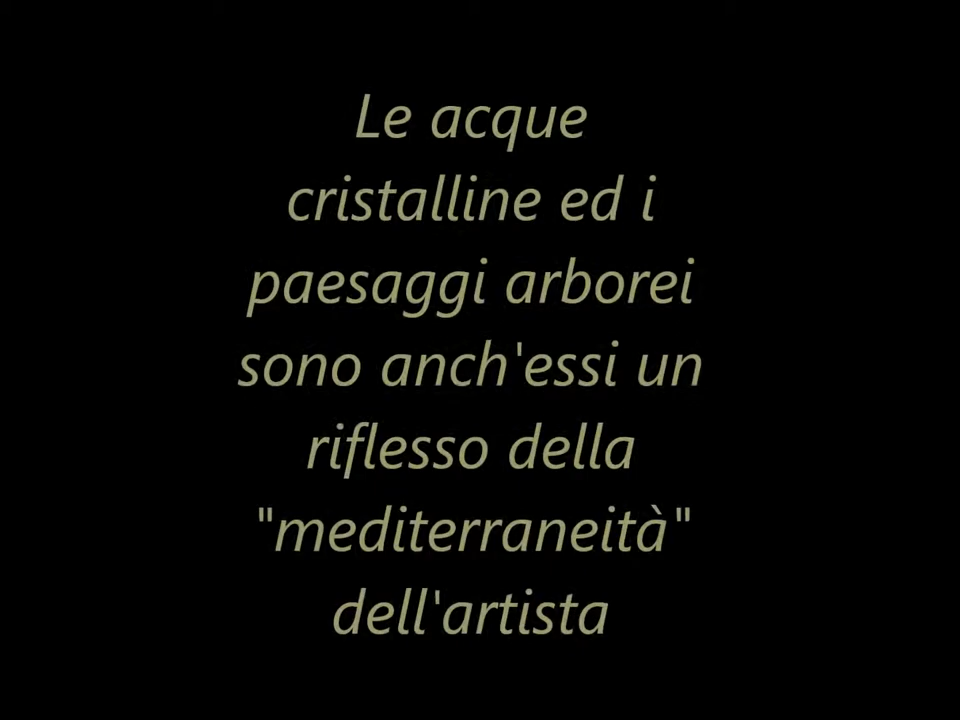 Le acque
cristalline ed i
paesaggi arborei
sono anch'essi un
riflesso della
"mediterraneità"
dell'artista